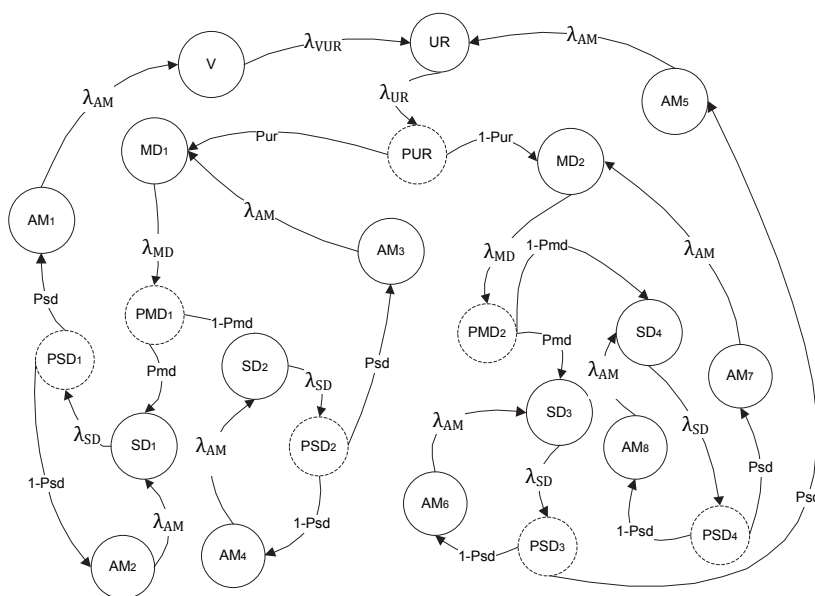 V
λVUR
UR
λAM
AM5
λAM
λUR
MD1
Pur
PUR
1-Pur
MD2
AM1
λAM
AM3
λMD
λMD
1-Pmd
λAM
Psd
PMD1
1-Pmd
PMD2
Pmd
SD4
PSD1
Pmd
SD2
λSD
Psd
λAM
AM7
λSD
SD1
λAM
PSD2
λAM
SD3
AM8
λSD
1-Psd
λAM
AM6
λSD
Psd
Psd
1-Psd
1-Psd
AM2
AM4
1-Psd
PSD3
PSD4